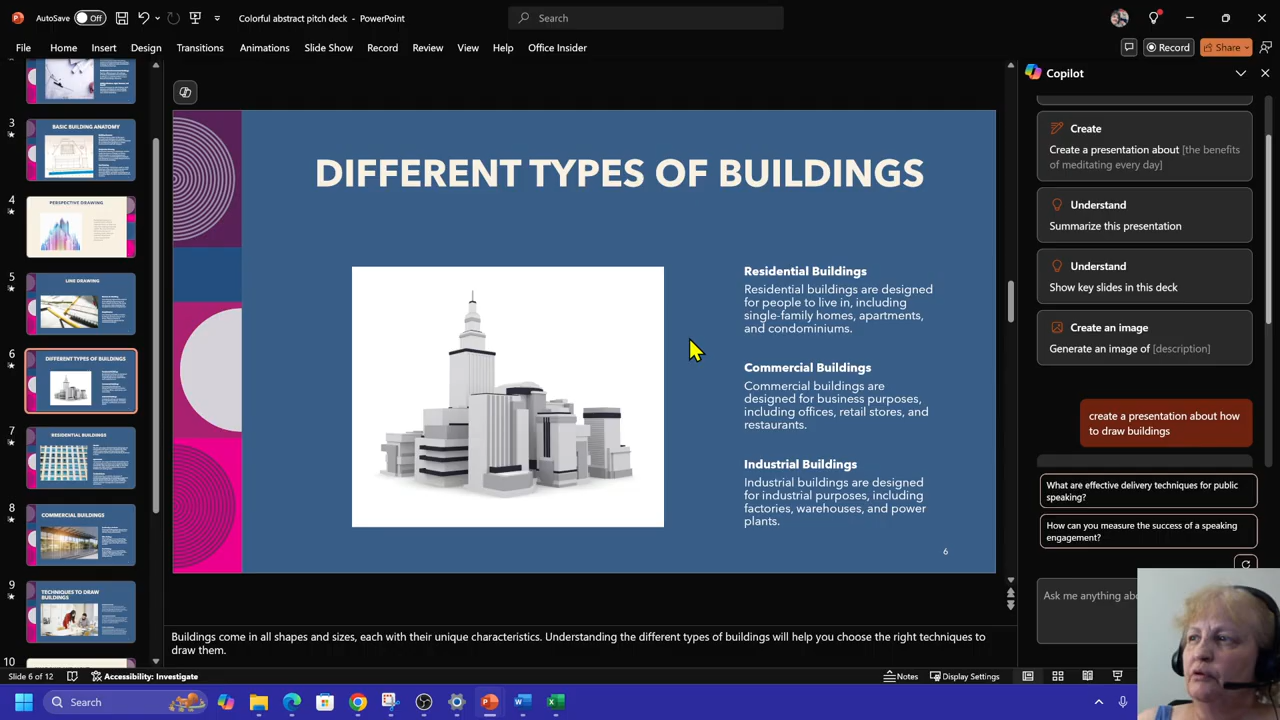 AutoSave Off Colorful abstract pitch deck - PowerPoint Search
File Home Insert Design Transitions Animations Slide Show Record Review View Help Office Insider Record Share
3
BASIC BUILDING ANATOMY
4
PERSPECTIVE DRAWING
5
LINE DRAWING
6
DIFFERENT TYPES OF BUILDINGS
7
RESIDENTIAL BUILDINGS
8
COMMERCIAL BUILDINGS
9
TECHNIQUES TO DRAW
BUILDINGS
10
DIFFERENT TYPES OF BUILDINGS
Residential Buildings
Residential buildings are designed
for people to live in, including
single-family homes, apartments,
and condominiums.
Commercial Buildings
Commercial buildings are
designed for business purposes,
including offices, retail stores, and
restaurants.
Industrial Buildings
Industrial buildings are designed
for industrial purposes, including
factories, warehouses, and power
plants.
6
Buildings come in all shapes and sizes, each with their unique characteristics. Understanding the different types of buildings will help you choose the right techniques to
draw them.
Copilot
Create
Create a presentation about [the benefits
of meditating every day]
Understand
Summarize this presentation
Understand
Show key slides in this deck
Create an image
Generate an image of [description]
create a presentation about how
to draw buildings
What are effective delivery techniques for public
speaking?
How can you measure the success of a speaking
engagement?
Ask me anything abo
Slide 6 of 12 Accessibility: Investigate Notes Display Settings
Search